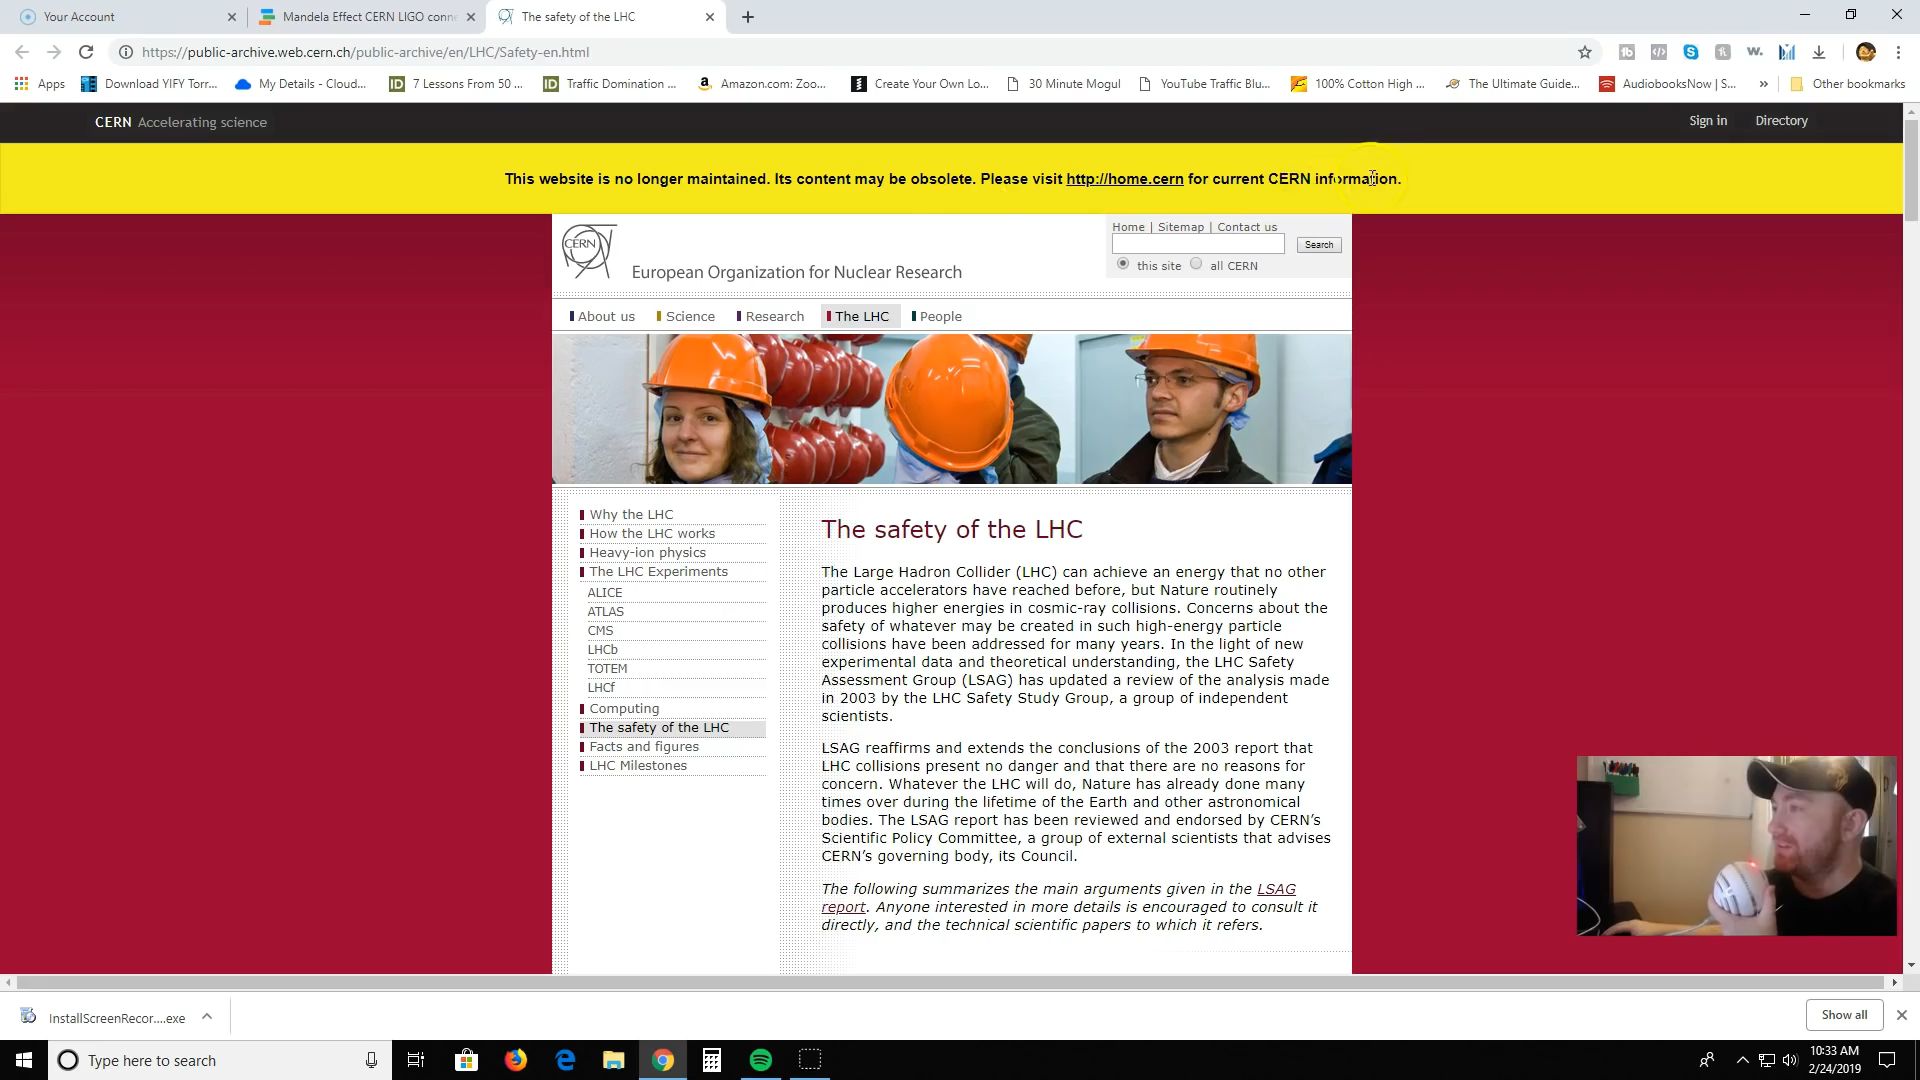 Your Account
Mandela Effect CERN LIGO conne
The safety of the LHC
https://public-archive.web.cern.ch/public-archive/en/LHC/Safety-en.html
Apps
Download YIFY Torr...
My Details - Cloud...
ID
7 Lessons From 50 ...
ID
Traffic Domination ...
Amazon.com: Zoo...
Create Your Own Lo...
30 Minute Mogul
YouTube Traffic Blu...
100% Cotton High ...
The Ultimate Guide...
AudiobooksNow | S...
Other bookmarks
CERN Accelerating science
Sign in
Directory
This website is no longer maintained. Its content may be obsolete. Please visit http://home.cern for current CERN information.
CERN
European Organization for Nuclear Research
Home | Sitemap | Contact us
Search
this site
all CERN
About us
Science
Research
The LHC
People
Why the LHC
How the LHC works
Heavy-ion physics
The LHC Experiments
ALICE
ATLAS
CMS
LHCb
TOTEM
LHCf
Computing
The safety of the LHC
Facts and figures
LHC Milestones
The safety of the LHC
The Large Hadron Collider (LHC) can achieve an energy that no other
particle accelerators have reached before, but Nature routinely
produces higher energies in cosmic-ray collisions. Concerns about the
safety of whatever may be created in such high-energy particle
collisions have been addressed for many years. In the light of new
experimental data and theoretical understanding, the LHC Safety
Assessment Group (LSAG) has updated a review of the analysis made
in 2003 by the LHC Safety Study Group, a group of independent
scientists.
LSAG reaffirms and extends the conclusions of the 2003 report that
LHC collisions present no danger and that there are no reasons for
concern. Whatever the LHC will do, Nature has already done many
times over during the lifetime of the Earth and other astronomical
bodies. The LSAG report has been reviewed and endorsed by CERN's
Scientific Policy Committee, a group of external scientists that advises
CERN's governing body, its Council.
The following summarizes the main arguments given in the LSAG
report. Anyone interested in more details is encouraged to consult it
directly, and the technical scientific papers to which it refers.
InstallScreenRecor....exe
Show all
Type here to search
10:33 AM
2/24/2019